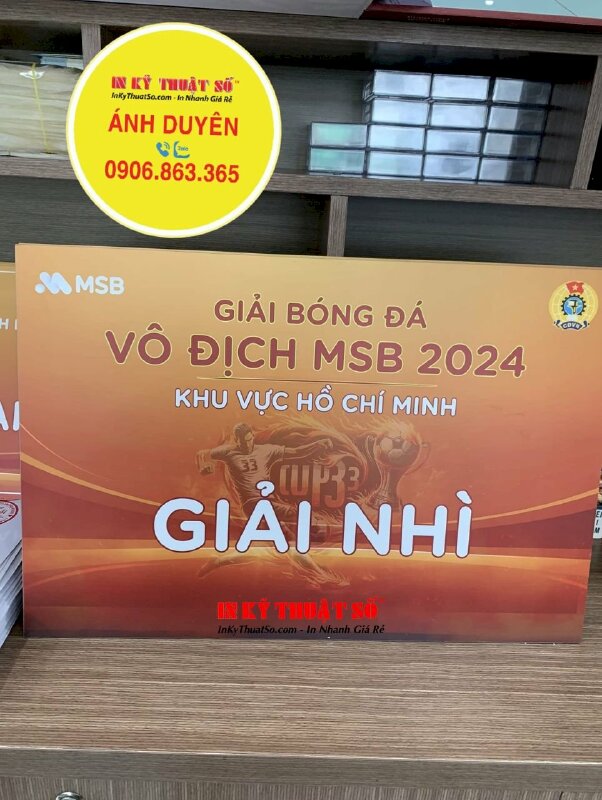 IN KỸ THUẬT SỐ
InKyThuatSo.com - In Nhanh Giá Rẻ
ÁNH DUYÊN
Zalo
0906.863.365
MSB
GIẢI BÓNG ĐÁ
VÔ ĐỊCH MSB 2024
KHU VỰC HỒ CHÍ MINH
33
CUP33
GIẢI NHÌ
IN KỸ THUẬT SỐ
InKyThuatSo.com - In Nhanh Giá Rẻ